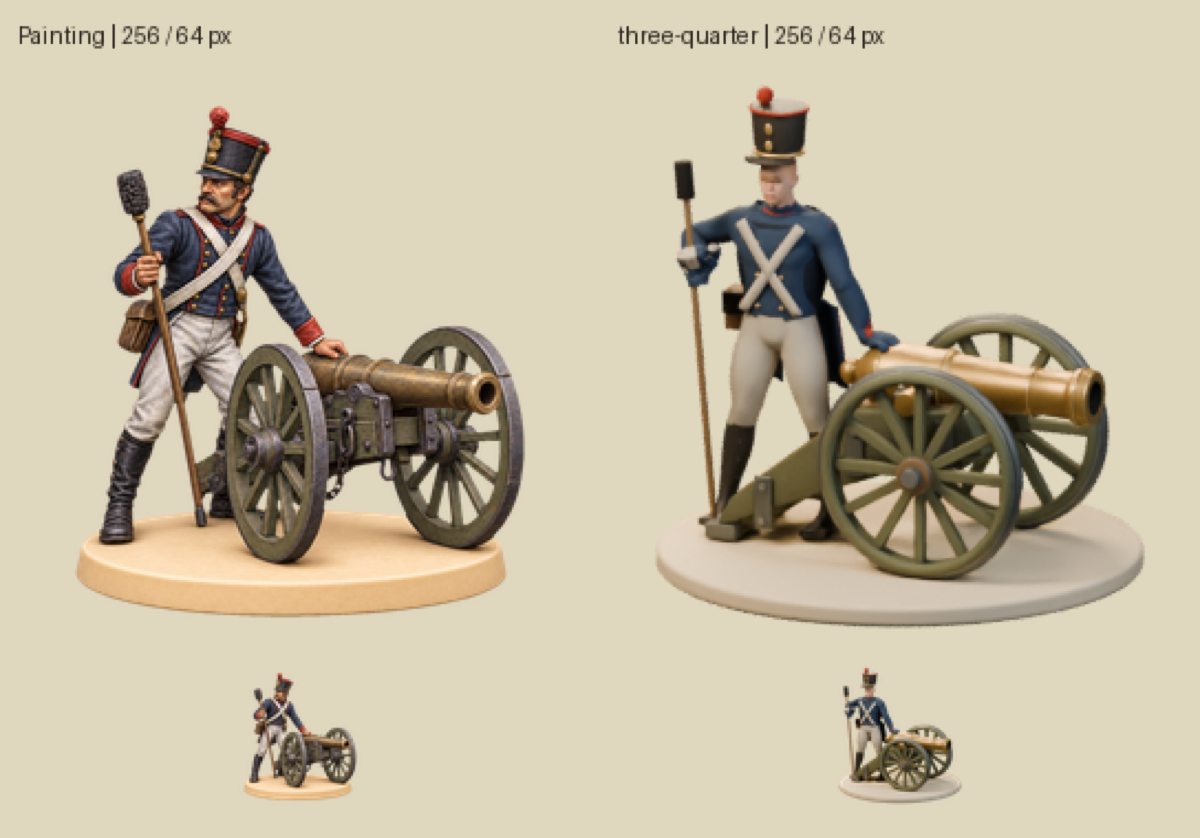 Painting | 256 / 64 px
three-quarter | 256 / 64 px